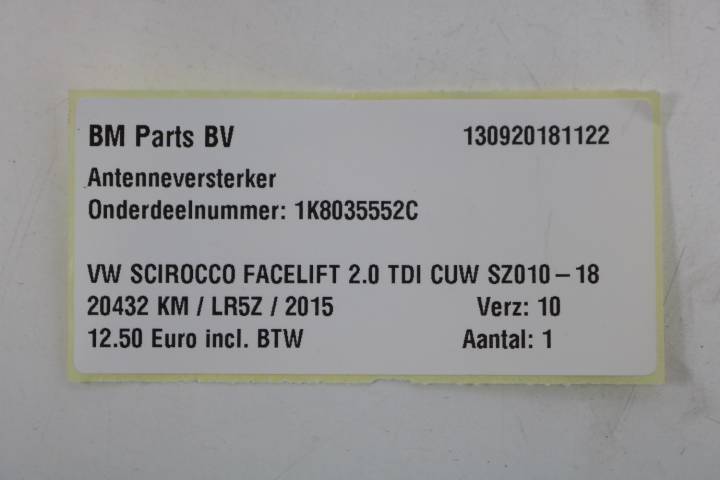 BM Parts BV 130920181122
Antenneversterker
Onderdeelnummer: 1K8035552C
VW SCIROCCO FACELIFT 2.0 TDI CUW SZ010-18
20432 KM / LR5Z / 2015 Verz: 10
12.50 Euro incl. BTW Aantal: 1